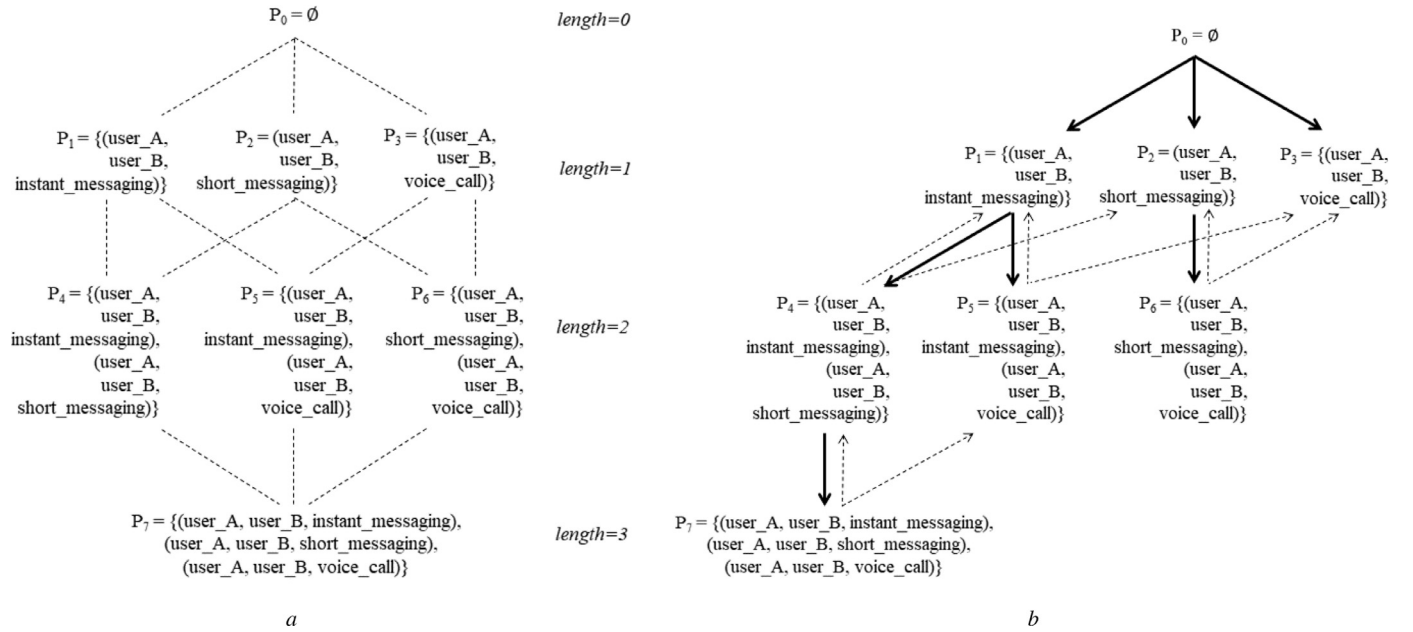 P0 = Ø
length=0
P1 = {(user_A,
user_B,
instant_messaging)}
P2 = (user_A,
user_B,
short_messaging)}
P3 = {(user_A,
user_B,
voice_call)}
length=1
P4 = {(user_A,
user_B,
instant_messaging),
(user_A,
user_B,
short_messaging)}
P5 = {(user_A,
user_B,
instant_messaging),
(user_A,
user_B,
voice_call)}
P6 = {(user_A,
user_B,
short_messaging),
(user_A,
user_B,
voice_call)}
length=2
P7 = {(user_A, user_B, instant_messaging),
(user_A, user_B, short_messaging),
(user_A, user_B, voice_call)}
length=3
a
P0 = Ø
P1 = {(user_A,
user_B,
instant_messaging)}
P2 = (user_A,
user_B,
short_messaging)}
P3 = {(user_A,
user_B,
voice_call)}
P4 = {(user_A,
user_B,
instant_messaging),
(user_A,
user_B,
short_messaging)}
P5 = {(user_A,
user_B,
instant_messaging),
(user_A,
user_B,
voice_call)}
P6 = {(user_A,
user_B,
short_messaging),
(user_A,
user_B,
voice_call)}
P7 = {(user_A, user_B, instant_messaging),
(user_A, user_B, short_messaging),
(user_A, user_B, voice_call)}
b